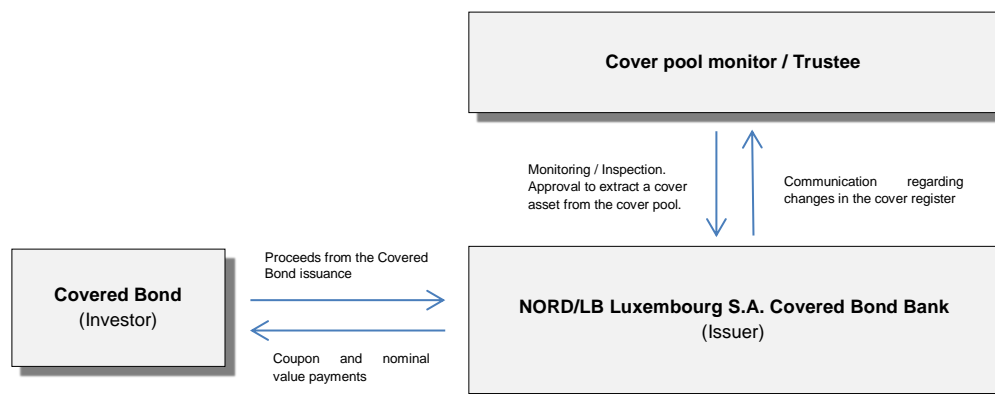 Cover pool monitor / Trustee
Monitoring / Inspection.
Approval to extract a cover
asset from the cover pool.
Communication regarding
changes in the cover register
Proceeds from the Covered
Bond issuance
Covered Bond
(Investor)
NORD/LB Luxembourg S.A. Covered Bond Bank
(Issuer)
Coupon and nominal
value payments